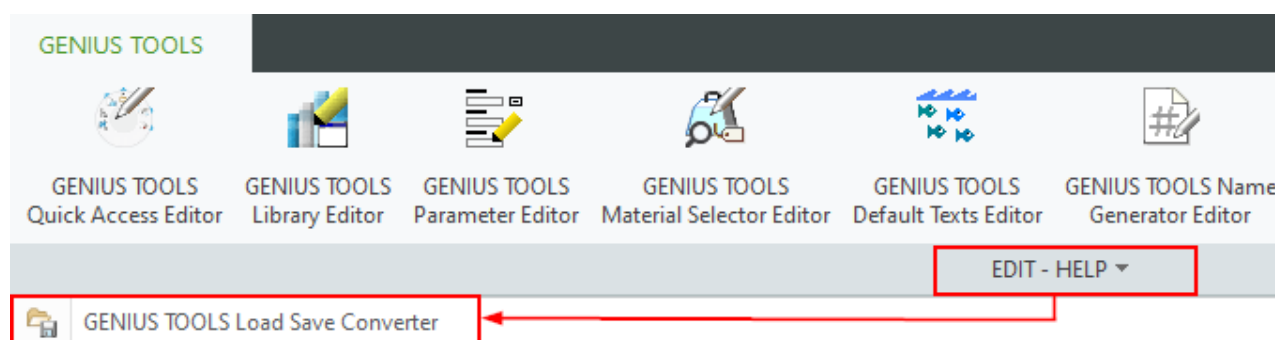 GENIUS TOOLS
GENIUS TOOLS
Quick Access Editor
GENIUS TOOLS
Library Editor
GENIUS TOOLS
Parameter Editor
GENIUS TOOLS
Material Selector Editor
GENIUS TOOLS
Default Texts Editor
GENIUS TOOLS Name
Generator Editor
EDIT - HELP
GENIUS TOOLS Load Save Converter